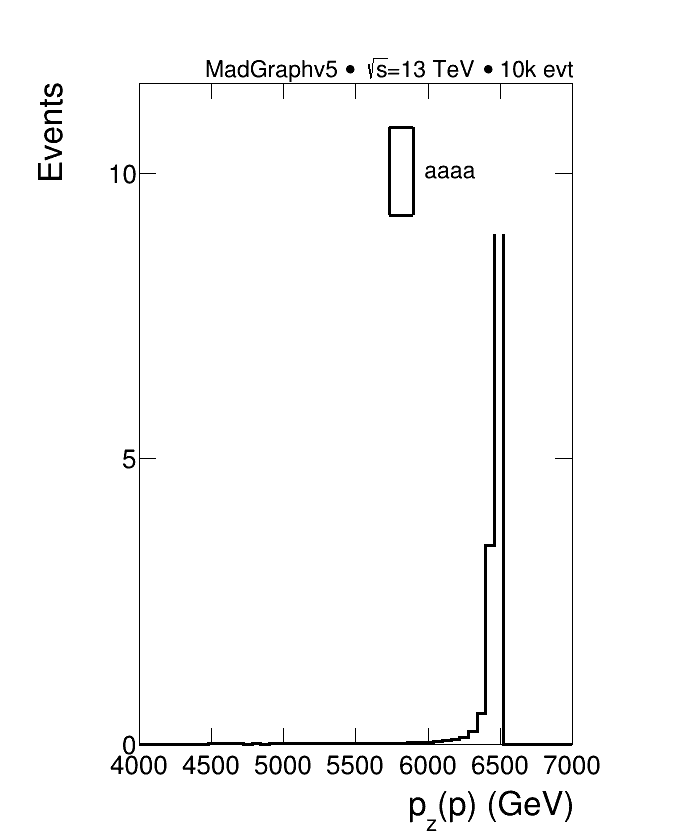 MadGraphv5 • √s=13 TeV • 10k evt
Events
aaaa
10
5
0
4000 4500 5000 5500 6000 6500 7000
p_z(p) (GeV)